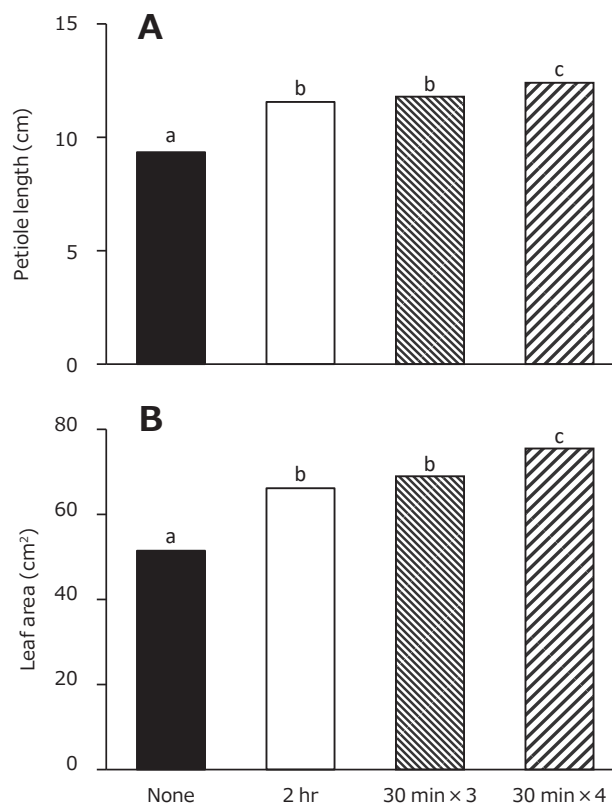 A
Petiole length (cm)
15
10
5
0
a
b
b
c
B
Leaf area (cm²)
80
60
40
20
0
a
b
b
c
None 2 hr 30 min × 3 30 min × 4